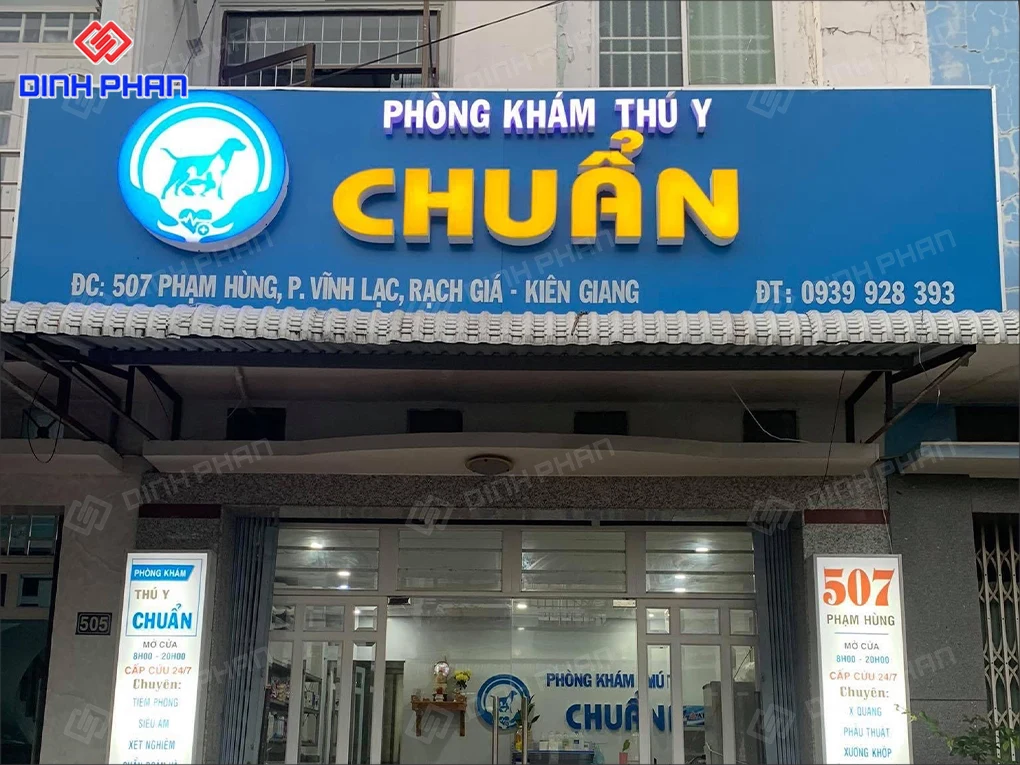 DINH PHAN
PHÒNG KHÁM THÚ Y
CHUẨN
ĐC: 507 PHẠM HÙNG, P. VĨNH LẠC, RẠCH GIÁ - KIÊN GIANG
ĐT: 0939 928 393
505
PHÒNG KHÁM
THÚ Y
CHUẨN
MỞ CỬA
8H00 - 20H00
CẤP CỨU 24/7
Chuyên:
TIÊM PHÒNG
SIÊU ÂM
XÉT NGHIỆM
PHÒNG KHÁM THÚ
CHUẨN
507
PHẠM HÙNG
MỞ CỬA
8H00 - 20H00
CẤP CỨU 24/7
Chuyên:
X QUANG
PHẪU THUẬT
XƯƠNG KHỚP